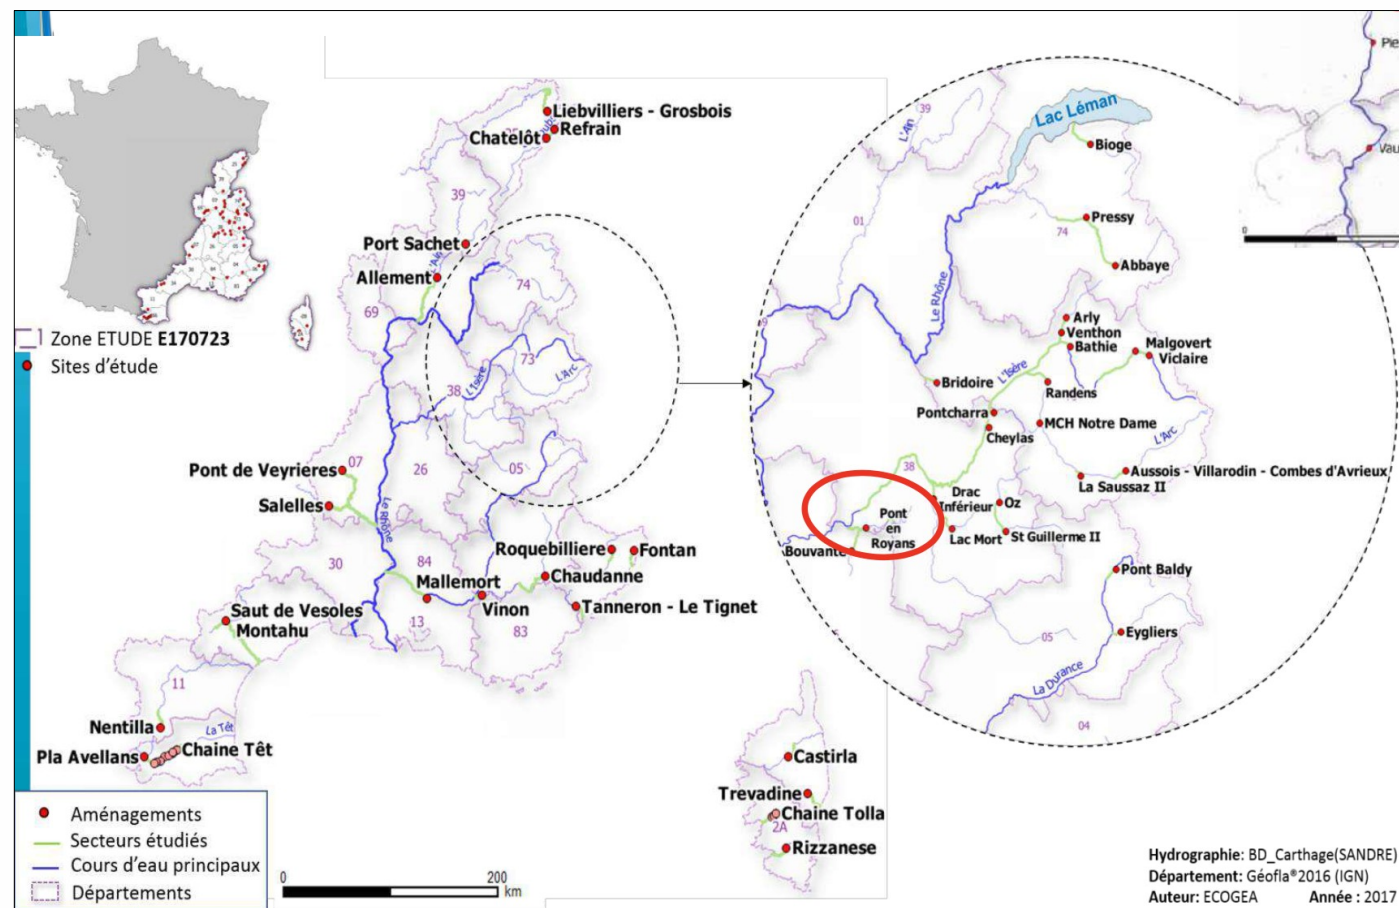 Zone ETUDE E170723
Sites d'étude
Liebvilliers - Grosbois
Refrain
Chatelôt
39
Port Sachet
L'Ain
Allement
69
74
73
L'Isère
L'Arc
38
Pont de Veyrières
07
26
05
Salelles
Le Rhône
Roquebilliere
Fontan
30
84
Mallemort
Chaudanne
Vinon
Tanneron - Le Tignet
13
83
Saut de Vesoles
Montahu
11
Nentilla
La Têt
Pla Avellans
Chaine Têt
Castirla
Trevadine
Chaine Tolla
2A
Rizzanese
Aménagements
Secteurs étudiés
Cours d'eau principaux
Départements
0
200
km
39
L'Ain
Lac Léman
Bioge
01
Pressy
74
Abbaye
Le Rhône
Arly
Venthon
Bathie
Malgovert
Viclaire
L'Isère
Bridoire
Randens
Pontcharra
MCH Notre Dame
Cheylas
L'Arc
38
Aussois - Villarodin - Combes d'Avrieux
La Saussaz II
Drac
Inférieur
Oz
Pont
en
Royans
Lac Mort
St Guillerme II
Bouvante
Pont Baldy
05
Eygliers
La Durance
04
Pie
Vau
0
Hydrographie: BD_Carthage(SANDRE)
Département: Géofla®2016 (IGN)
Auteur: ECOGEA Année : 2017